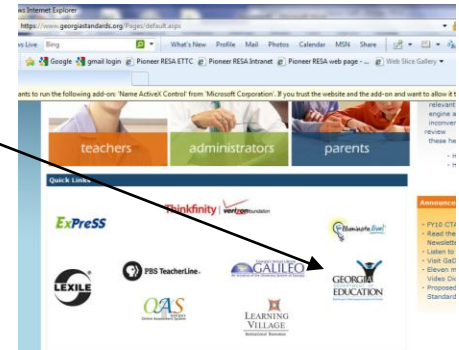 ws Internet Explorer
https://www.georgiastandards.org/Pages/default.aspx
ws Live Bing What's New Profile Mail Photos Calendar MSN Share
Google gmail login Pioneer RESA ETTC Pioneer RESA Intranet Pioneer RESA web page - ... Web Slice Gallery
ants to run the following add-on: 'Name ActiveX Control' from 'Microsoft Corporation'. If you trust the website and the add-on and want to allow it t
relevant
engine a
inconver
review
these he
teachers administrators parents
Quick Links
Announce
Thinkfinity verizon foundation
ExPreSS
Elluminate Live!
FY10 CTA
Read the
Newslett
Listen to
Visit GaD
Eleven m
Video Di
Proposed
Standard
LEXILE
PBS TeacherLine.
GALILEO
GEORGIA
EDUCATION
OAS
LEARNING
VILLAGE